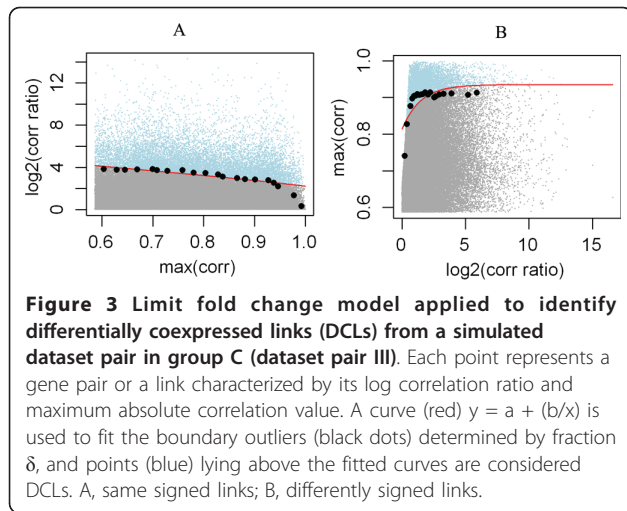 A
B
log2(corr ratio)
0
4
8
12
0.6
0.7
0.8
0.9
1.0
max(corr)
max(corr)
0.6
0.8
1.0
0
5
10
15
log2(corr ratio)
Figure 3 Limit fold change model applied to identify
differentially coexpressed links (DCLs) from a simulated
dataset pair in group C (dataset pair III). Each point represents a
gene pair or a link characterized by its log correlation ratio and
maximum absolute correlation value. A curve (red) y = a + (b/x) is
used to fit the boundary outliers (black dots) determined by fraction
δ, and points (blue) lying above the fitted curves are considered
DCLs. A, same signed links; B, differently signed links.